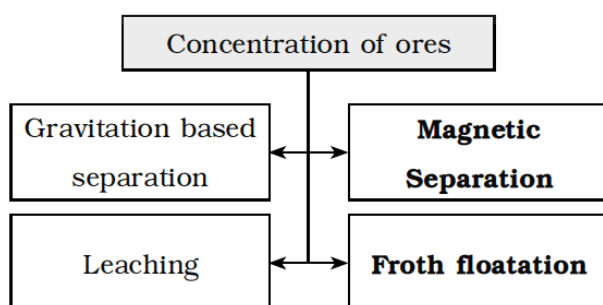 Concentration of ores
Gravitation based
separation
Magnetic
Separation
Leaching
Froth floatation